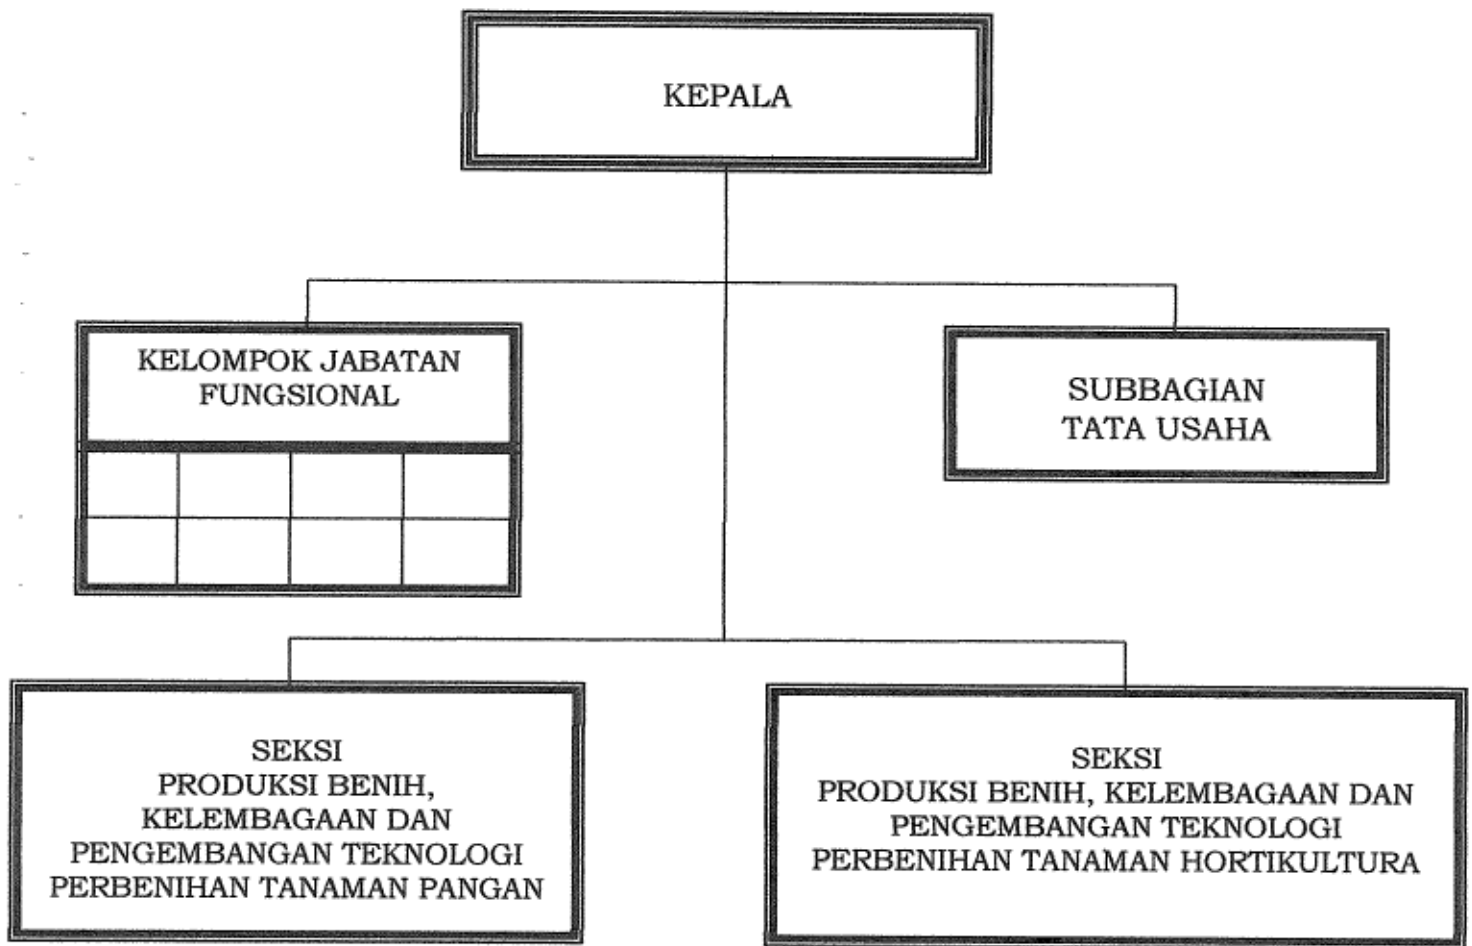 KEPALA
KELOMPOK JABATAN
FUNGSIONAL
SUBBAGIAN
TATA USAHA
SEKSI
PRODUKSI BENIH,
KELEMBAGAAN DAN
PENGEMBANGAN TEKNOLOGI
PERBENIHAN TANAMAN PANGAN
SEKSI
PRODUKSI BENIH, KELEMBAGAAN DAN
PENGEMBANGAN TEKNOLOGI
PERBENIHAN TANAMAN HORTIKULTURA